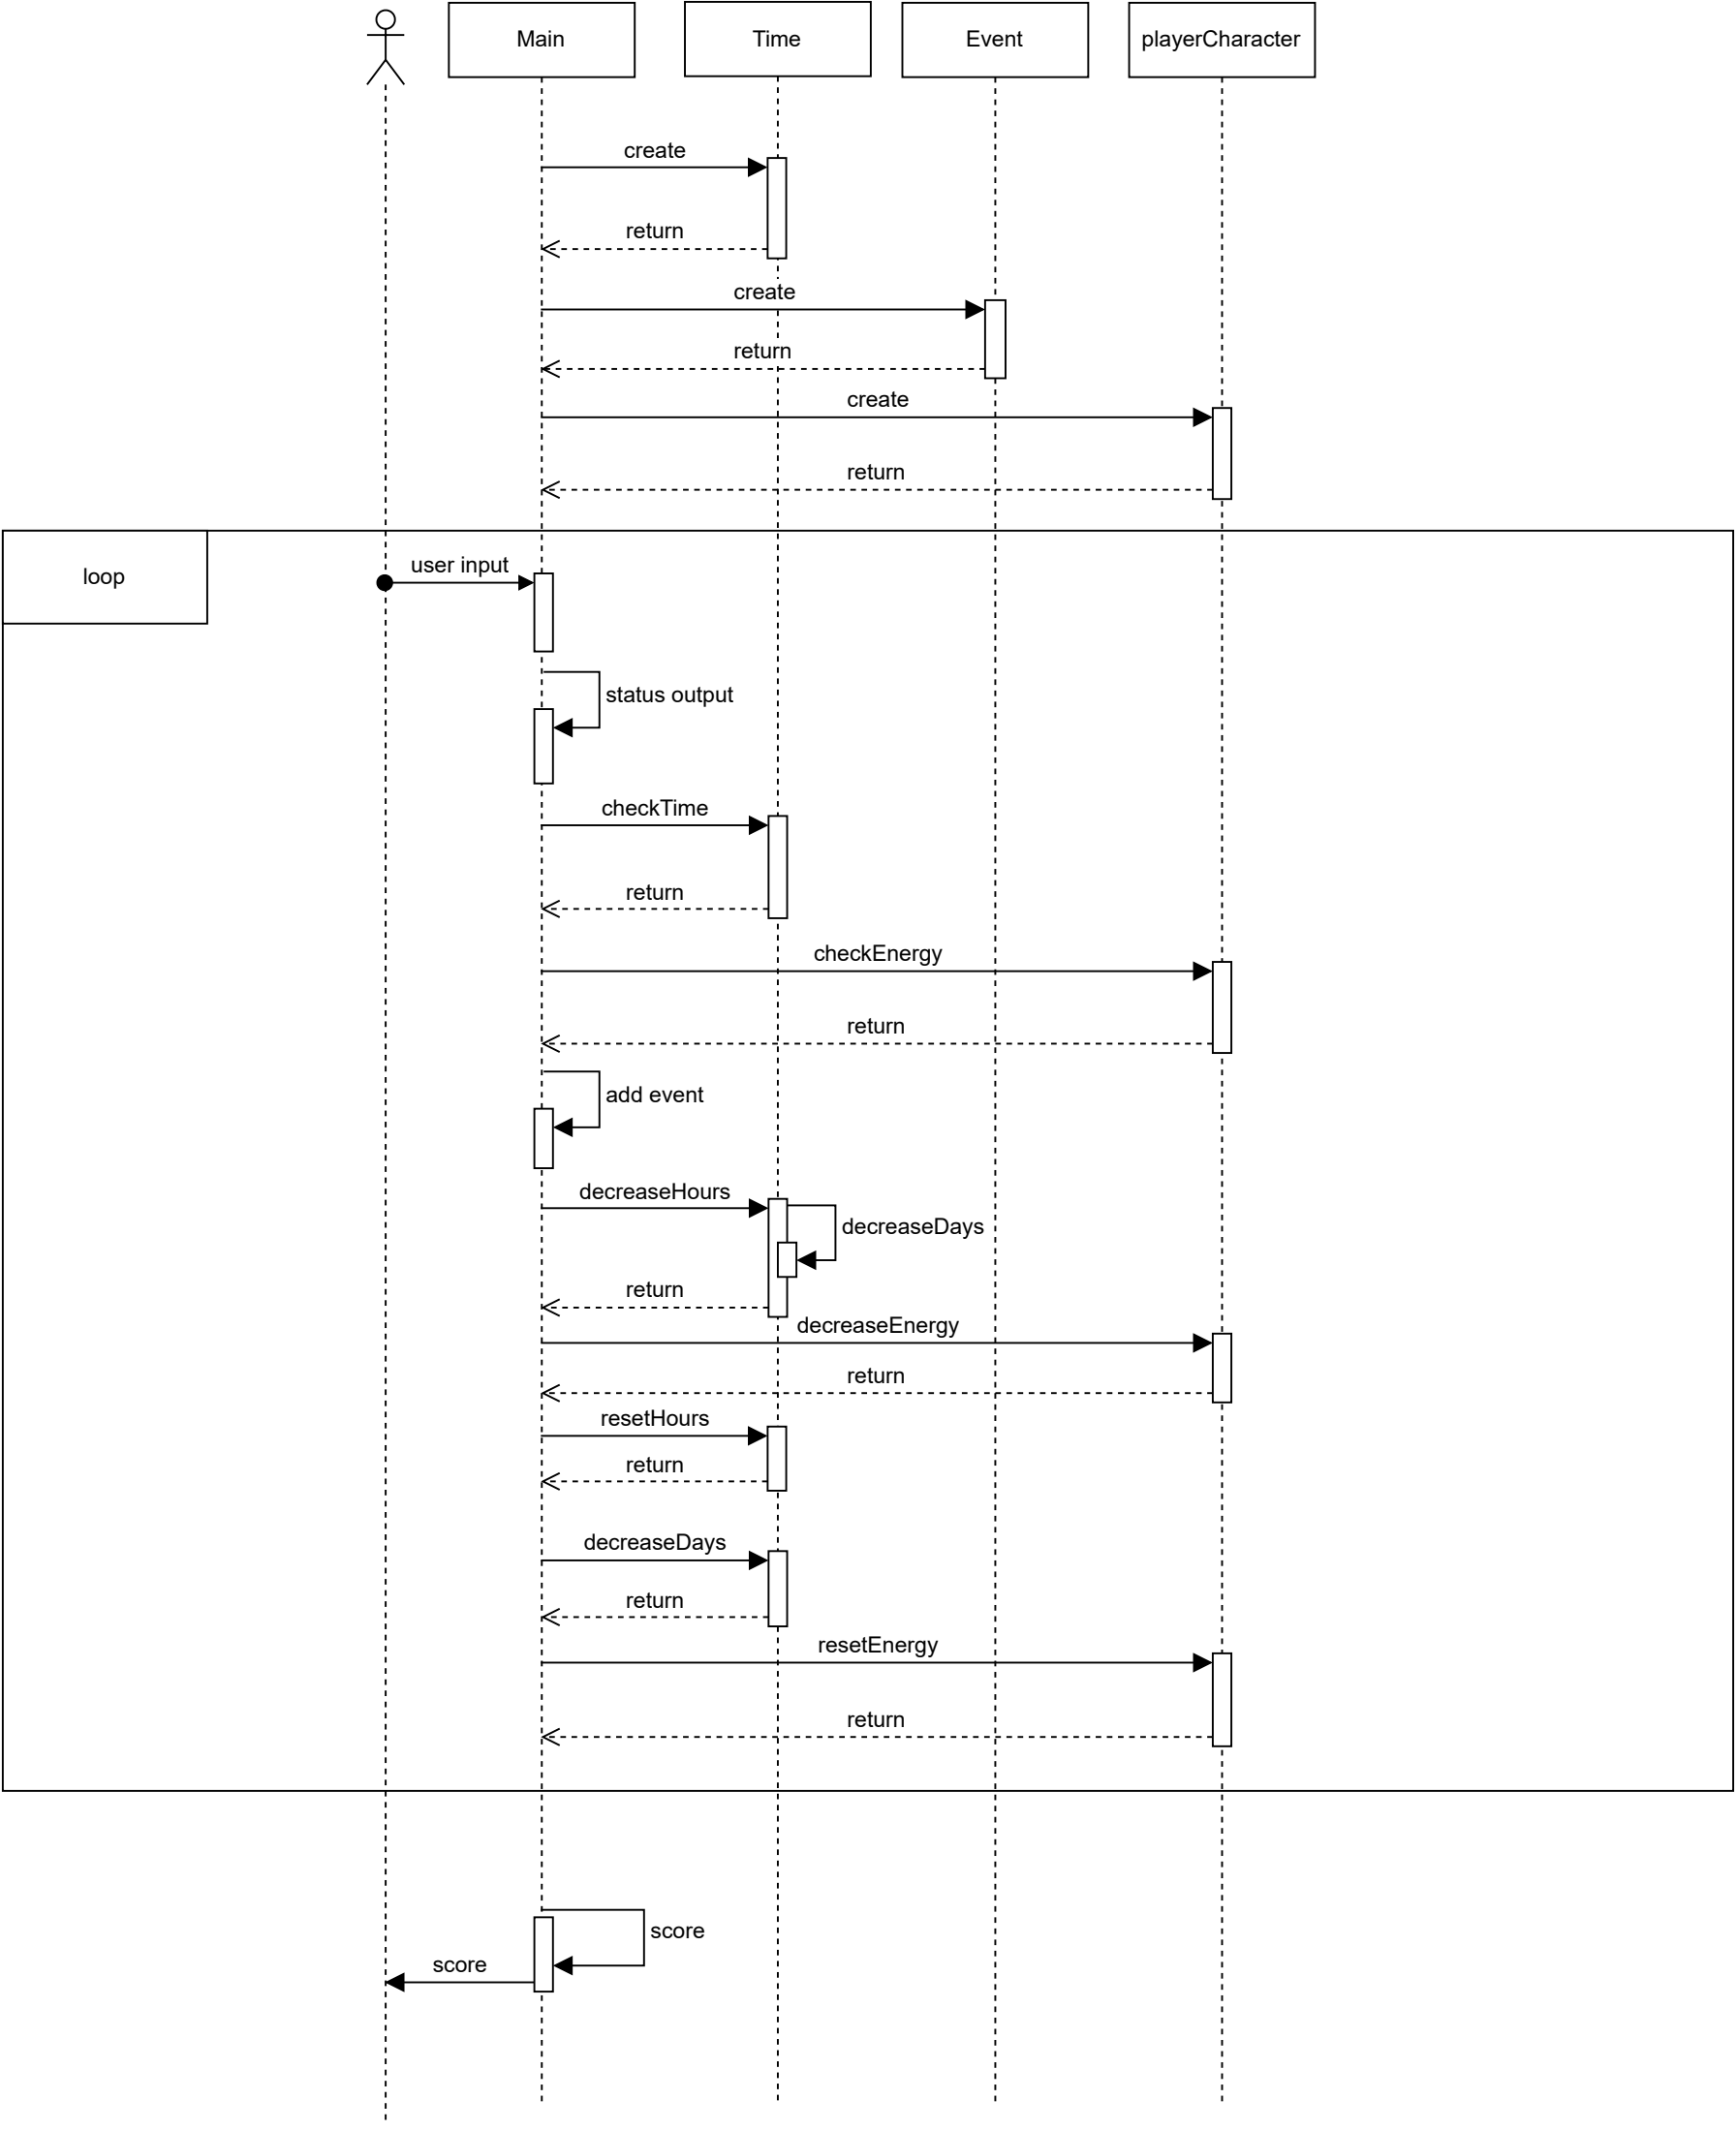 Main
Time
Event
playerCharacter
create
return
create
return
create
return
loop
user input
status output
checkTime
return
checkEnergy
return
add event
decreaseHours
decreaseDays
return
decreaseEnergy
return
resetHours
return
decreaseDays
return
resetEnergy
return
score
score